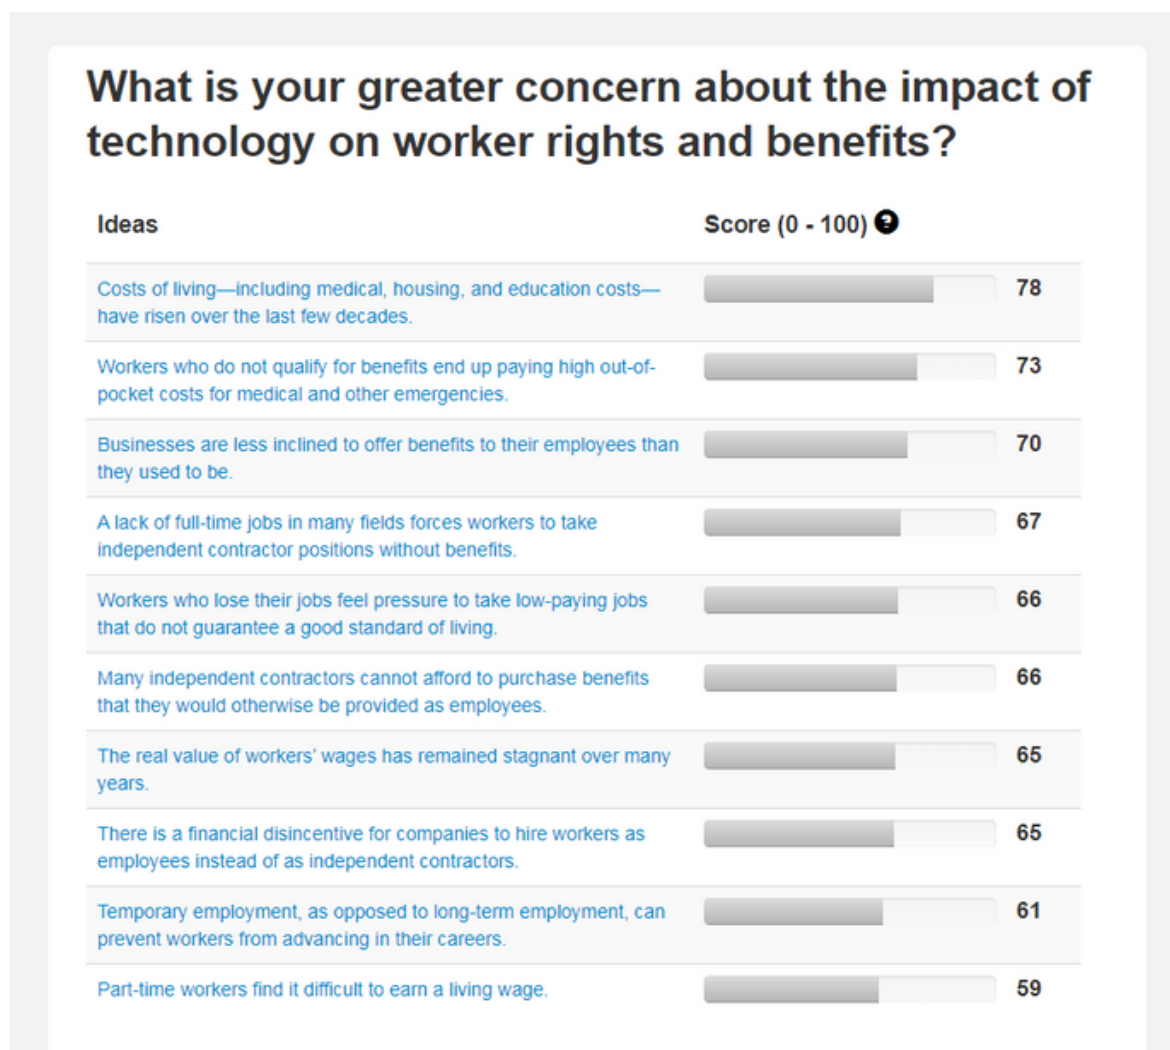 What is your greater concern about the impact of
technology on worker rights and benefits?
Ideas
Score (0 - 100) ?
Costs of living—including medical, housing, and education costs—
have risen over the last few decades.
78
Workers who do not qualify for benefits end up paying high out-of-
pocket costs for medical and other emergencies.
73
Businesses are less inclined to offer benefits to their employees than
they used to be.
70
A lack of full-time jobs in many fields forces workers to take
independent contractor positions without benefits.
67
Workers who lose their jobs feel pressure to take low-paying jobs
that do not guarantee a good standard of living.
66
Many independent contractors cannot afford to purchase benefits
that they would otherwise be provided as employees.
66
The real value of workers' wages has remained stagnant over many
years.
65
There is a financial disincentive for companies to hire workers as
employees instead of as independent contractors.
65
Temporary employment, as opposed to long-term employment, can
prevent workers from advancing in their careers.
61
Part-time workers find it difficult to earn a living wage.
59